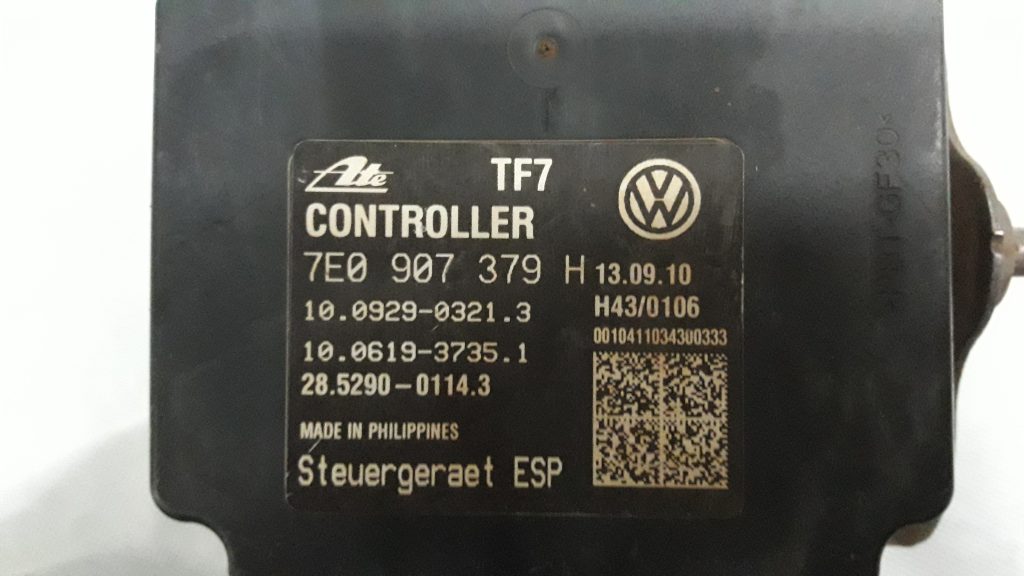 Ate TF7
CONTROLLER
7E0 907 379 H 13.09.10
10.0929-0321.3 H43/0106
0010411034300333
10.0619-3735.1
28.5290-0114.3
MADE IN PHILIPPINES
Steuergeraet ESP